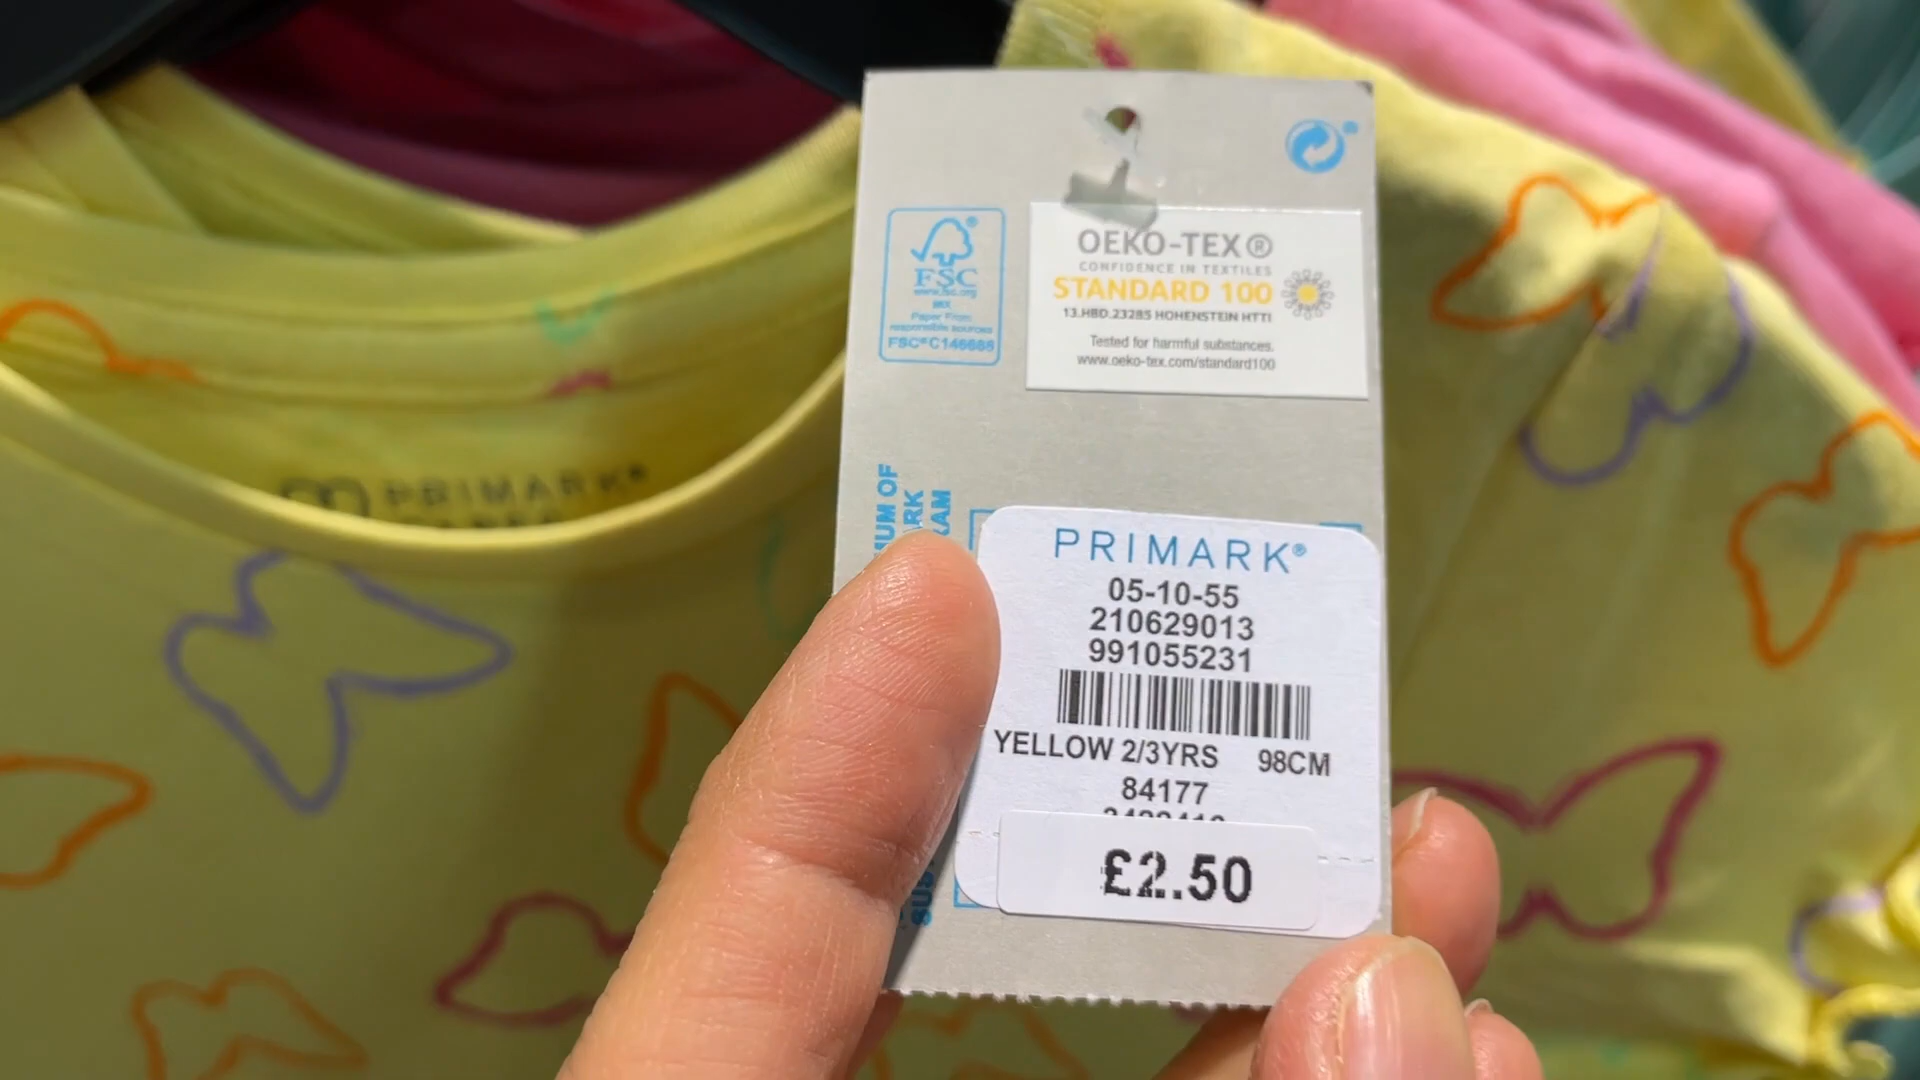 FSC®
www.fsc.org
MIX
Paper From
responsible sources
FSC® C146688
OEKO-TEX®
CONFIDENCE IN TEXTILES
STANDARD 100
13.HBD.23285 HOHENSTEIN HTTI
Tested for harmful substances.
www.oeko-tex.com/standard100
PRIMARK®
PRIMARK®
05-10-55
210629013
991055231
YELLOW 2/3YRS 98CM
84177
£2.50